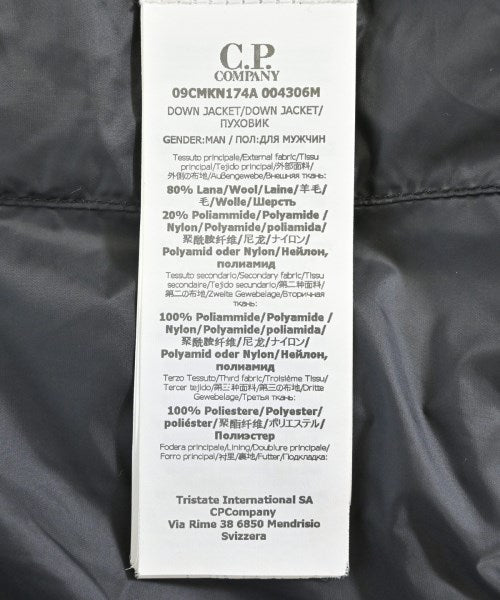 C.P.
COMPANY
09CMKN174A 004306M
DOWN JACKET/DOWN JACKET/
ПУХОВИК
GENDER:MAN / ПОЛ:ДЛЯ МУЖЧИН
Tessuto principale/External fabric/Tissu
principal/Tejido principal/外部面料/
外側の布地/Außengewebe/Внешняя ткань:
80% Lana/Wool/Laine/羊毛/
毛/Wolle/Шерсть
20% Poliammide/Polyamide /
Nylon/Polyamide/poliamida/
聚酰胺纤维/尼龙/ナイロン/
Polyamid oder Nylon/Нейлон,
полиамид
Tessuto secondario/Secondary fabric/Tissu
secondaire/Tejido secundario/第二种面料/
第二の布地/Zweite Gewebelage/Вторичная
ткань:
100% Poliammide/Polyamide /
Nylon/Polyamide/poliamida/
聚酰胺纤维/尼龙/ナイロン/
Polyamid oder Nylon/Нейлон,
полиамид
Terzo Tessuto/Third fabric/Troisième Tissu/
Tercer tejido/第三种面料/第三の布地/Dritte
Gewebelage/Третья ткань:
100% Poliestere/Polyester/
poliéster/聚酯纤维/ポリエステル/
Полиэстер
Fodera principale/Lining/Doublure principale/
Forro principal/衬里/裏地/Futter/Подкладка:
Tristate International SA
CPCompany
Via Rime 38 6850 Mendrisio
Svizzera